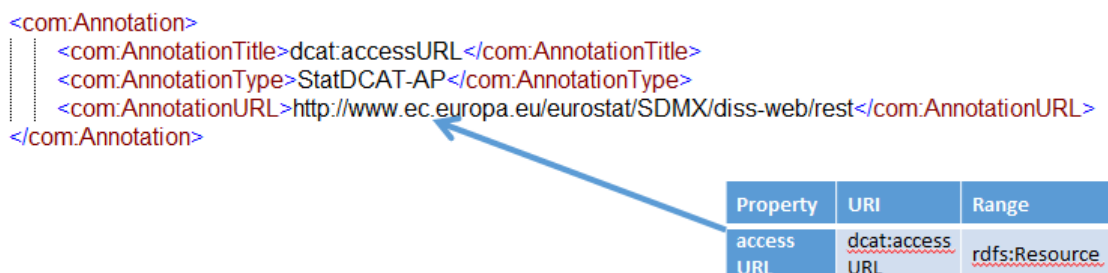 <com:Annotation>
<com:AnnotationTitle>dcat:accessURL</com:AnnotationTitle>
<com:AnnotationType>StatDCAT-AP</com:AnnotationType>
<com:AnnotationURL>http://www.ec.europa.eu/eurostat/SDMX/diss-web/rest</com:AnnotationURL>
</com:Annotation>
Property URI Range
access dcat:access rdfs:Resource
URL URL